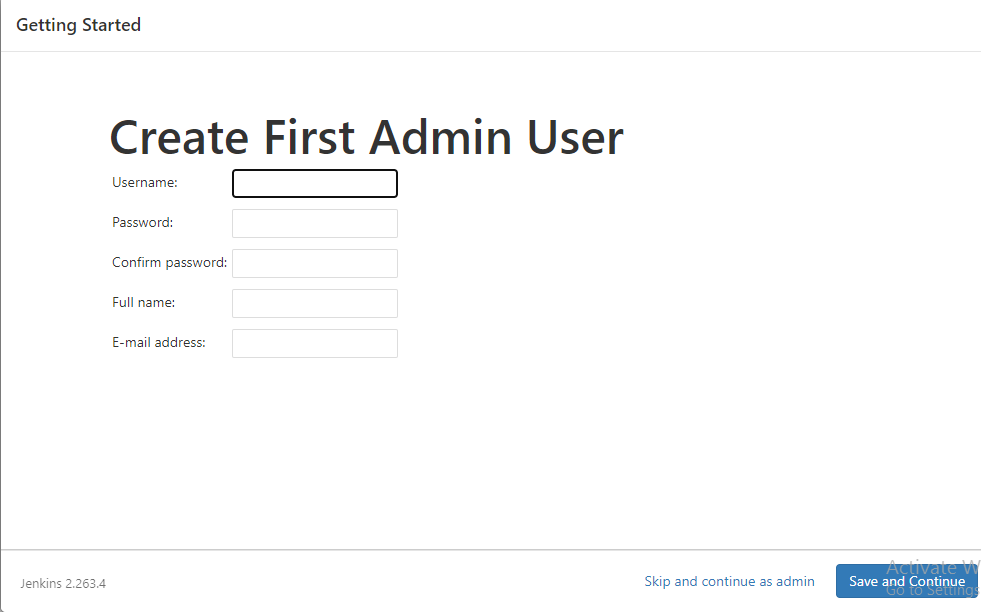 Getting Started
Create First Admin User
Username:
Password:
Confirm password:
Full name:
E-mail address:
Jenkins 2.263.4
Skip and continue as admin
Save and Continue
Activate W
Go to Settings